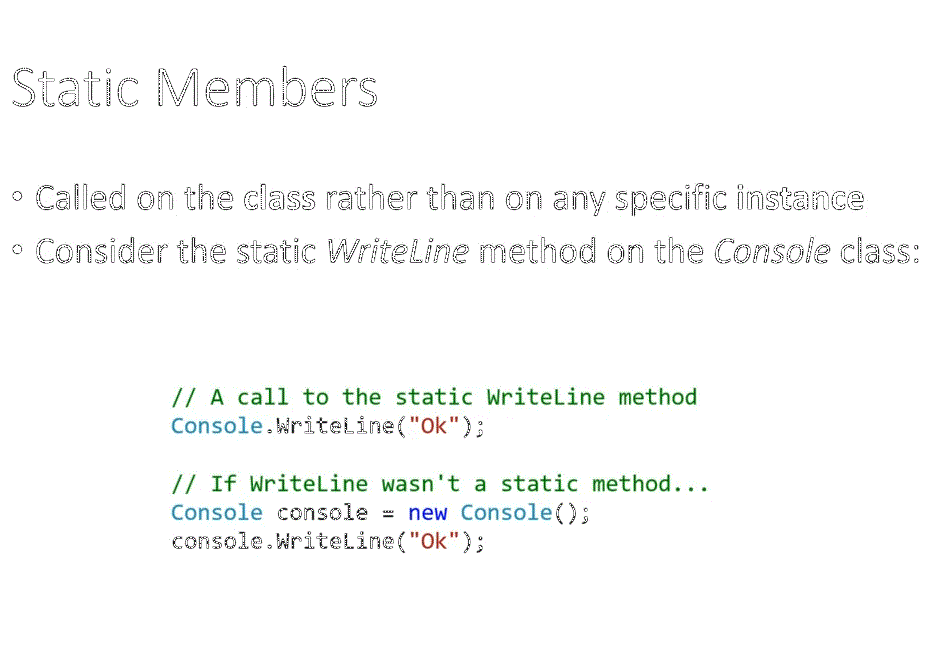 Static Members
• Called on the class rather than on any specific instance
• Consider the static WriteLine method on the Console class:
// A call to the static WriteLine method
Console.WriteLine("Ok");
// If WriteLine wasn't a static method...
Console console = new Console();
console.WriteLine("Ok");